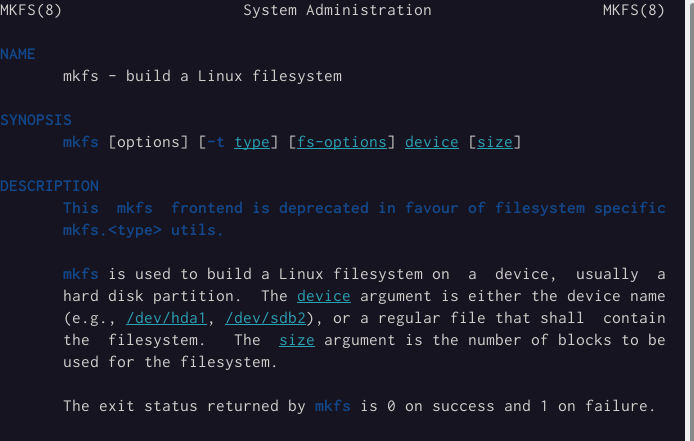 MKFS(8) System Administration MKFS(8)
NAME
mkfs - build a Linux filesystem
SYNOPSIS
mkfs [options] [-t type] [fs-options] device [size]
DESCRIPTION
This mkfs frontend is deprecated in favour of filesystem specific
mkfs.<type> utils.
mkfs is used to build a Linux filesystem on a device, usually a
hard disk partition. The device argument is either the device name
(e.g., /dev/hda1, /dev/sdb2), or a regular file that shall contain
the filesystem. The size argument is the number of blocks to be
used for the filesystem.
The exit status returned by mkfs is 0 on success and 1 on failure.